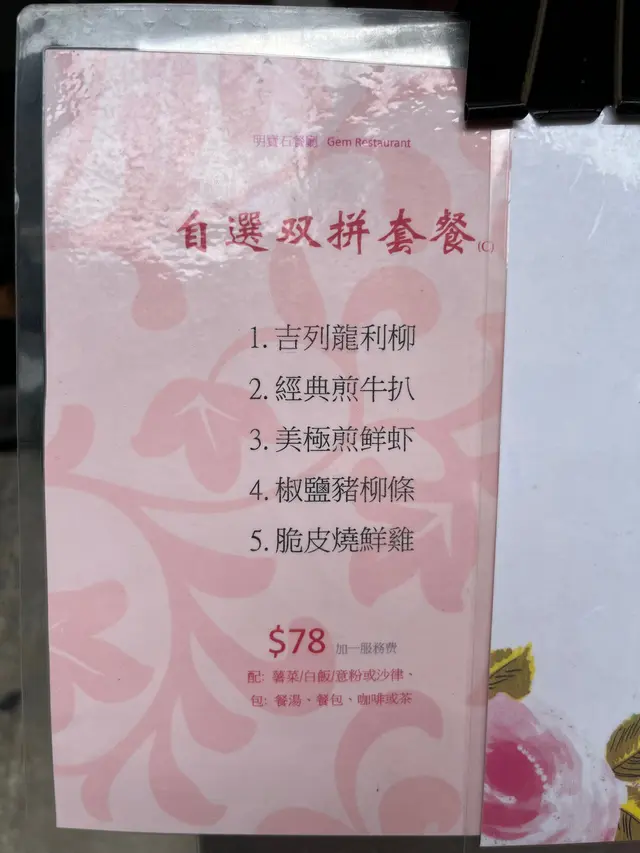 明寶石餐廳 Gem Restaurant
自選双拼套餐(C)
1. 吉列龍利柳
2. 經典煎牛扒
3. 美極煎鮮虾
4. 椒鹽豬柳條
5. 脆皮燒鮮雞
$78 加一服務费
配: 薯菜/白飯/意粉或沙律、
包: 餐湯、餐包、咖啡或茶